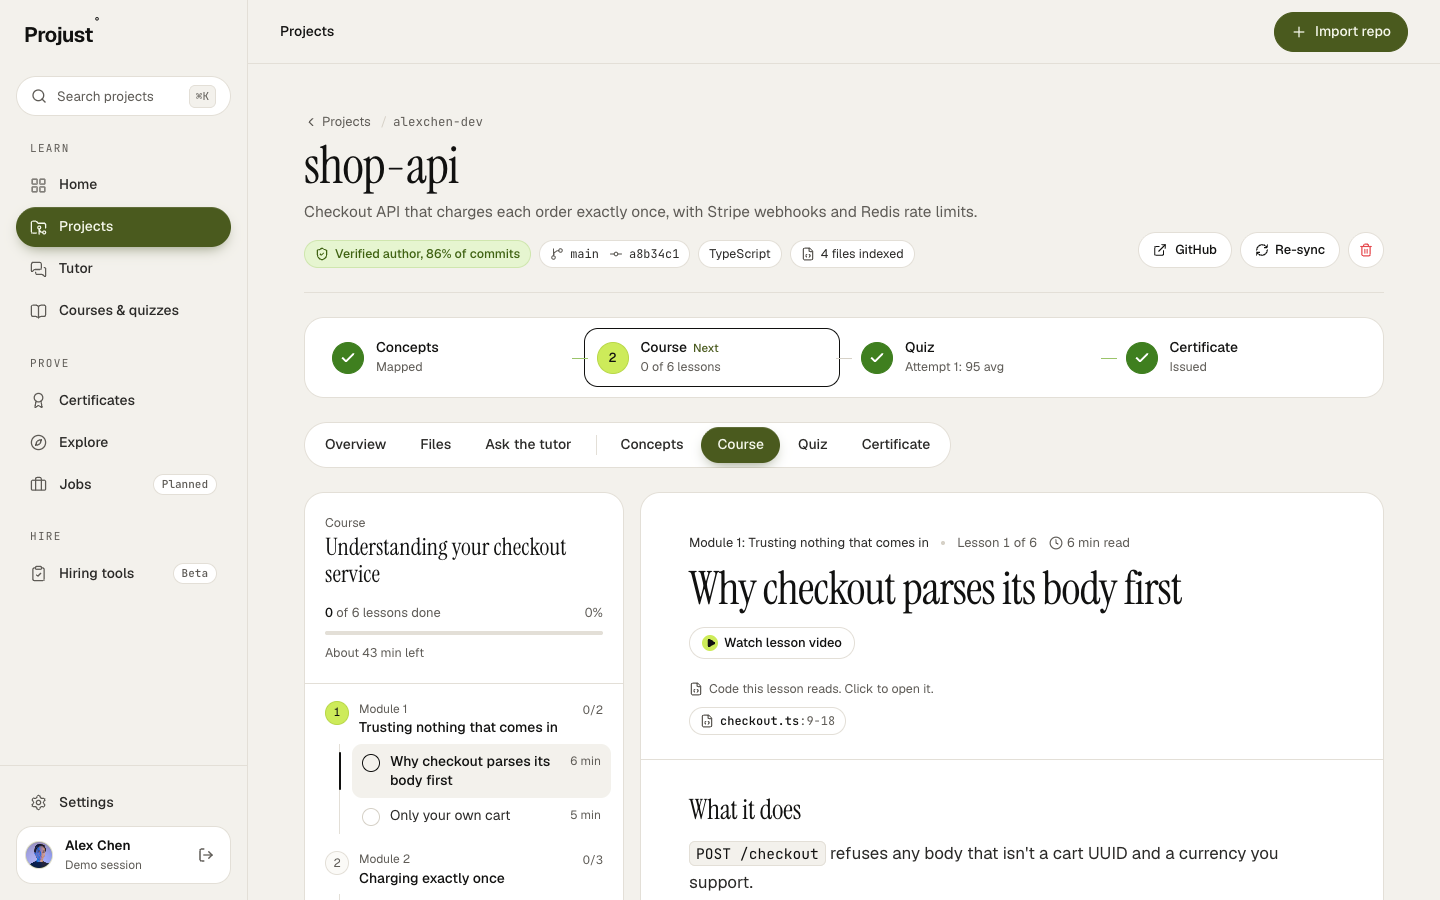 Projust
Search projects
⌘K
LEARN
Home
Projects
Tutor
Courses & quizzes
PROVE
Certificates
Explore
Jobs
Planned
HIRE
Hiring tools
Beta
Settings
Alex Chen
Demo session
Projects
Import repo
Projects / alexchen-dev
shop-api
Checkout API that charges each order exactly once, with Stripe webhooks and Redis rate limits.
Verified author, 86% of commits
main a8b34c1
TypeScript
4 files indexed
GitHub
Re-sync
Concepts
Mapped
2
Course Next
0 of 6 lessons
Quiz
Attempt 1: 95 avg
Certificate
Issued
Overview
Files
Ask the tutor
Concepts
Course
Quiz
Certificate
Course
Understanding your checkout
service
0 of 6 lessons done
0%
About 43 min left
1
Module 1
0/2
Trusting nothing that comes in
Why checkout parses its
6 min
body first
Only your own cart
5 min
2
Module 2
0/3
Charging exactly once
Module 1: Trusting nothing that comes in
Lesson 1 of 6
6 min read
Why checkout parses its body first
Watch lesson video
Code this lesson reads. Click to open it.
checkout.ts:9-18
What it does
POST /checkout refuses any body that isn't a cart UUID and a currency you
support.